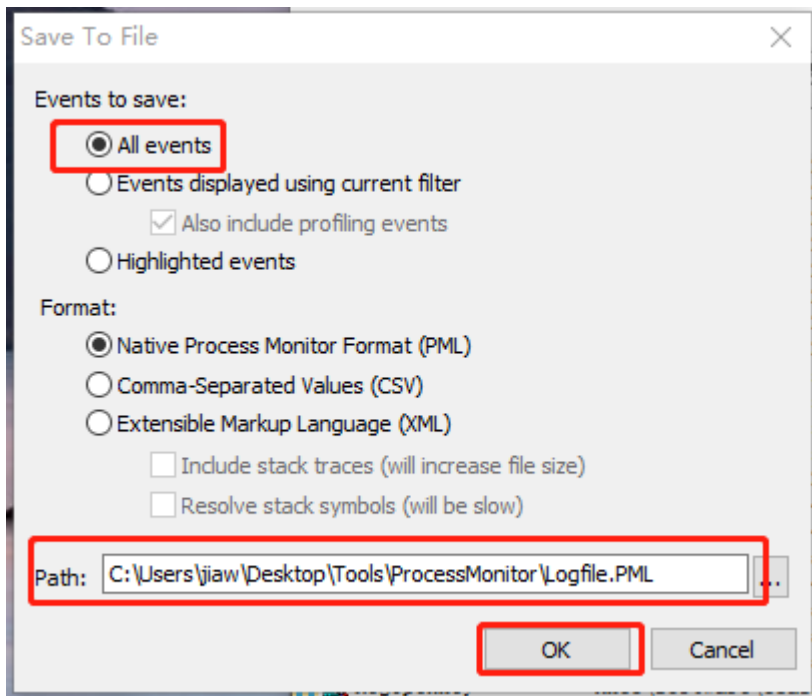 Save To File
Events to save:
All events
Events displayed using current filter
Also include profiling events
Highlighted events
Format:
Native Process Monitor Format (PML)
Comma-Separated Values (CSV)
Extensible Markup Language (XML)
Include stack traces (will increase file size)
Resolve stack symbols (will be slow)
Path: C:\Users\jiaw\Desktop\Tools\ProcessMonitor\Logfile.PML ...
OK Cancel